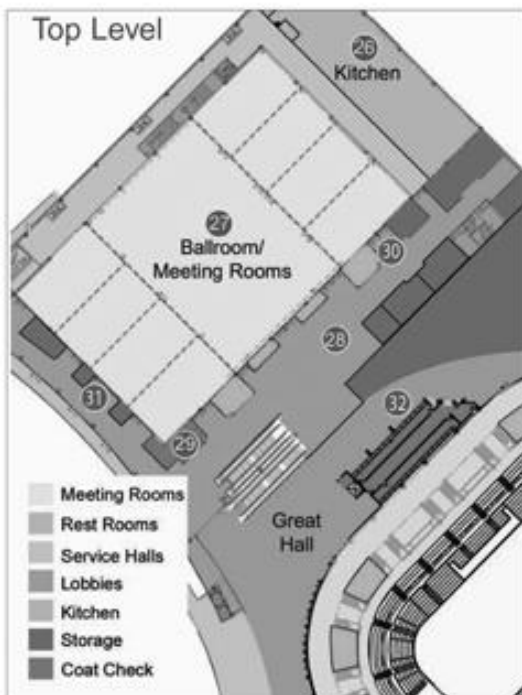 Top Level
26
Kitchen
27
Ballroom/
Meeting Rooms
30
28
31
32
29
Great
Hall
Meeting Rooms
Rest Rooms
Service Halls
Lobbies
Kitchen
Storage
Coat Check